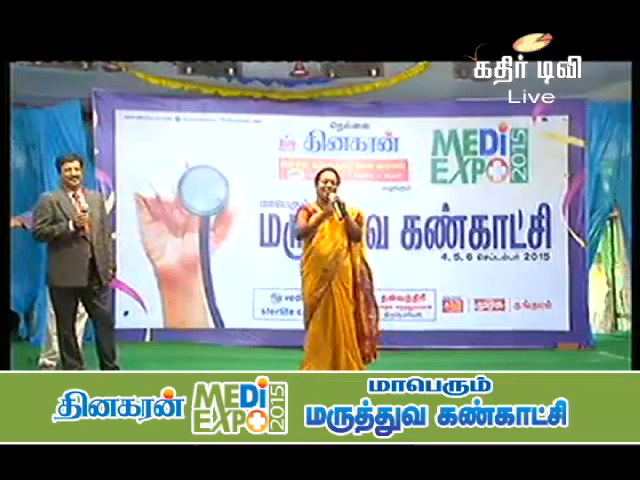 கதிர் டிவி
Live
நெல்லை
தினகரன்
MEDi
EXPO 2015
வழங்கும்
மாபெரும்
மருத்துவ கண்காட்சி
4, 5, 6 செப்டம்பர் 2015
தினகரன் MEDi
EXPO 2015
மாபெரும்
மருத்துவ கண்காட்சி